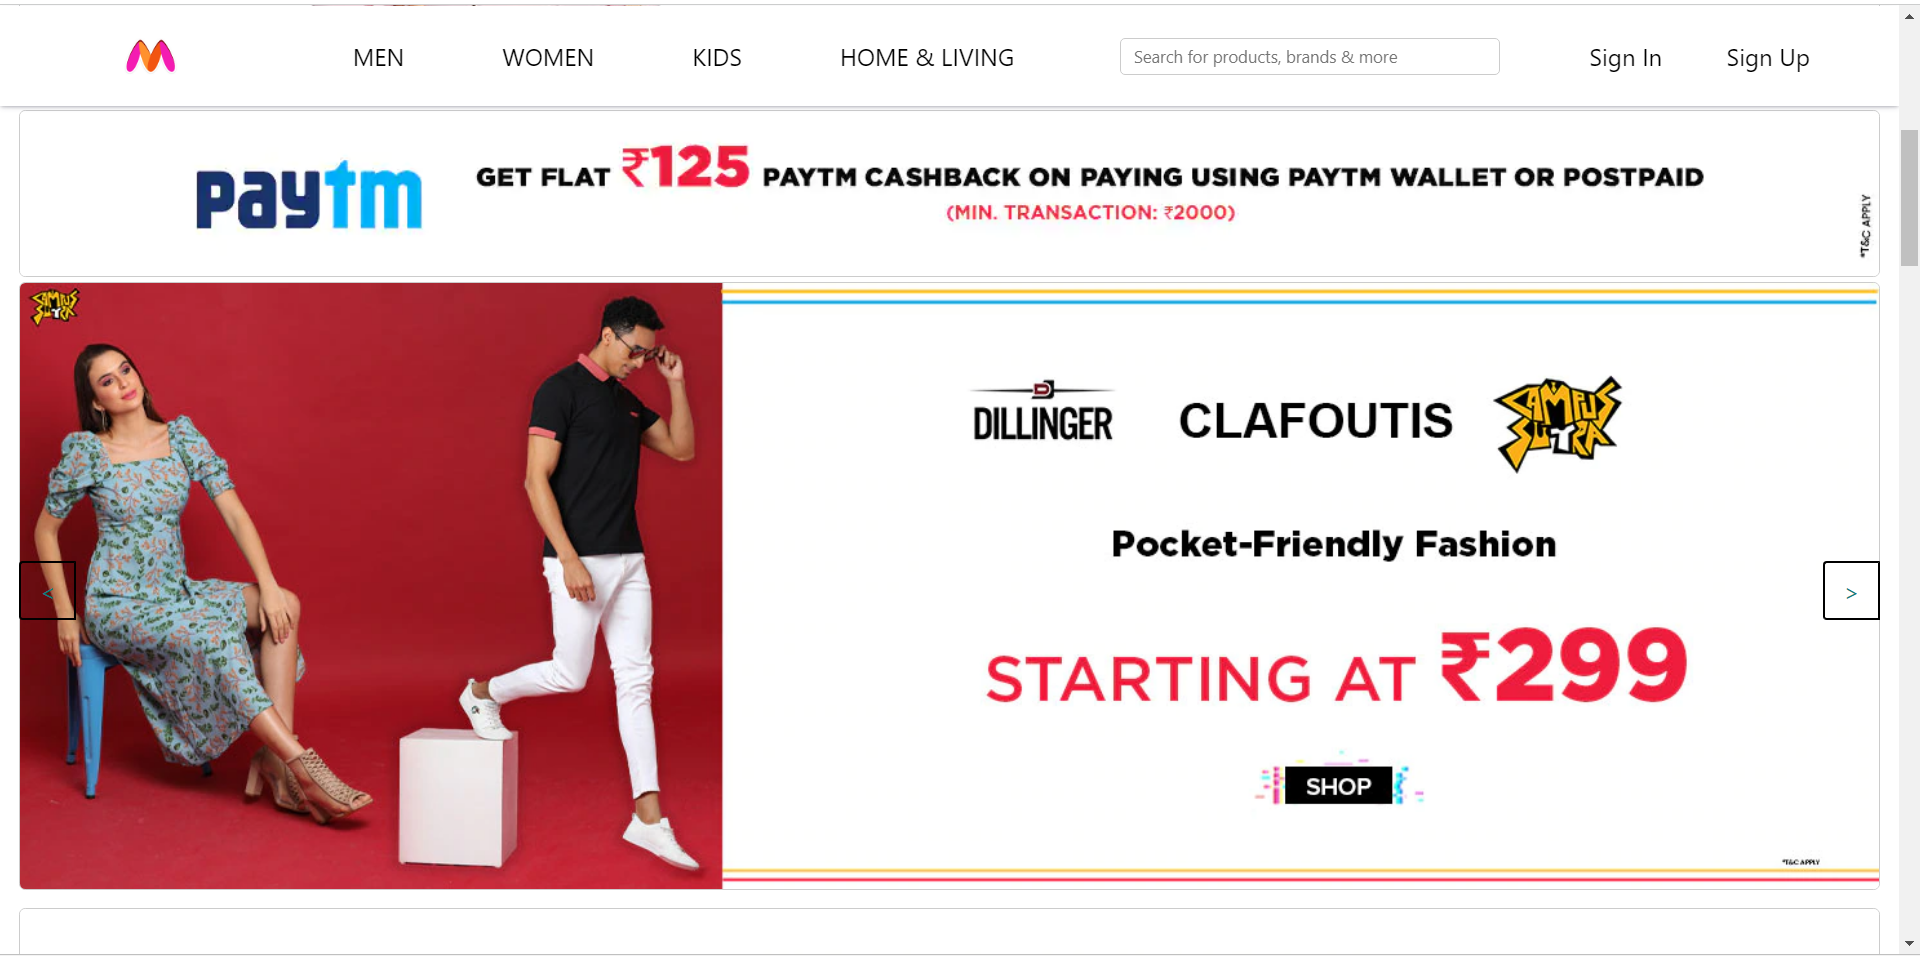 MEN WOMEN KIDS HOME & LIVING Search for products, brands & more Sign In Sign Up
paytm
GET FLAT ₹125 PAYTM CASHBACK ON PAYING USING PAYTM WALLET OR POSTPAID
(MIN. TRANSACTION: ₹2000)
*T&C APPLY
CAMPUS
SUTRA
D
DILLINGER
CLAFOUTIS
CAMPUS
SUTRA
Pocket-Friendly Fashion
<
>
STARTING AT ₹299
SHOP
*T&C APPLY